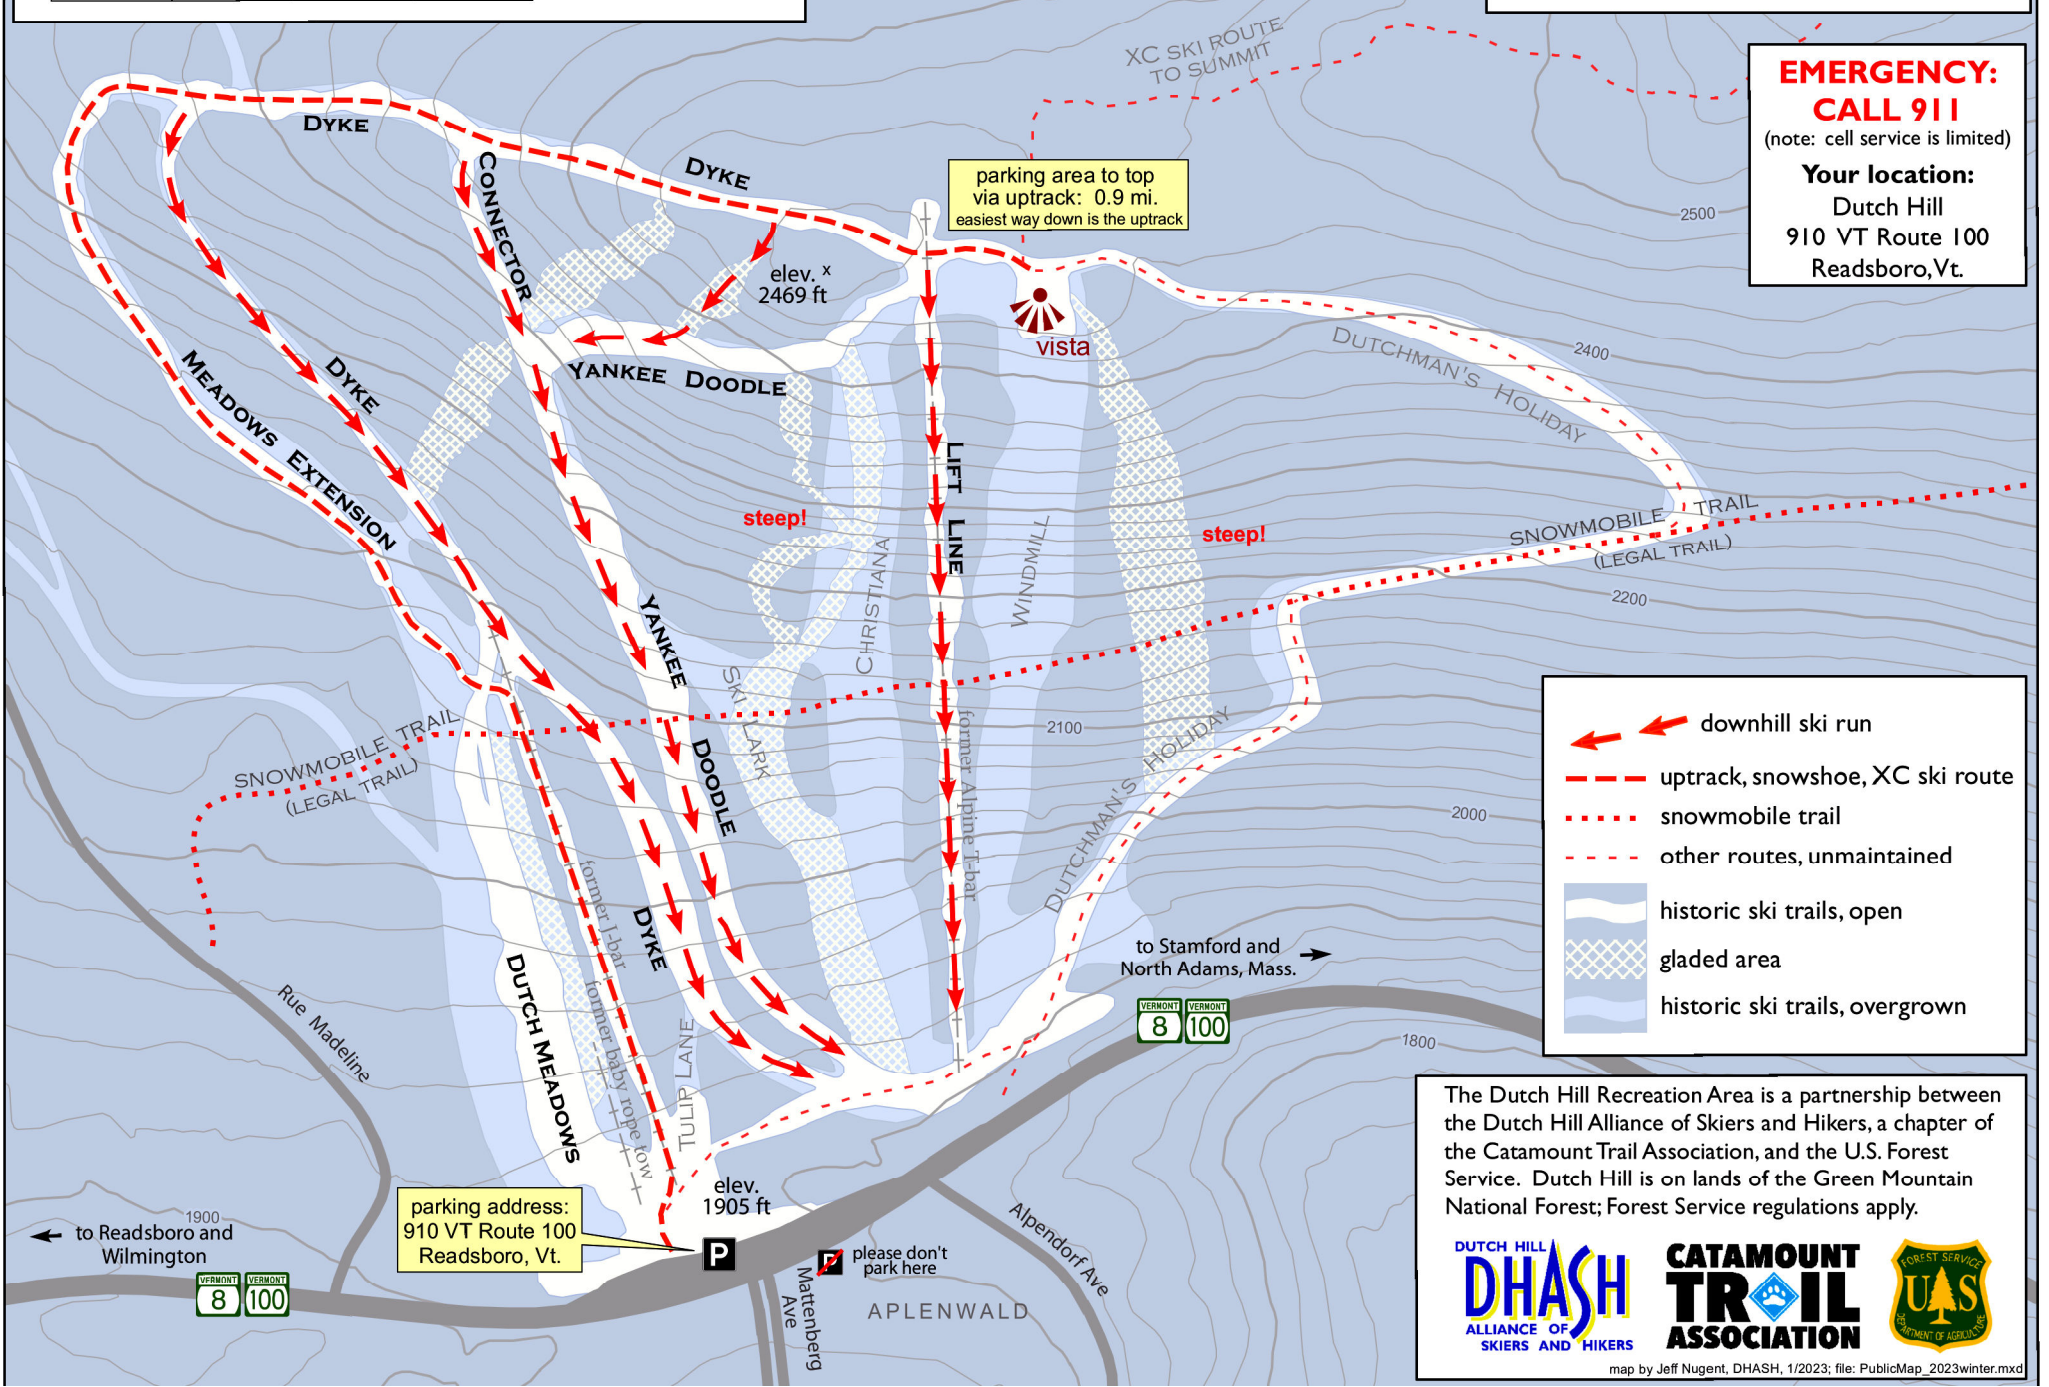 XC SKI ROUTE
TO SUMMIT
EMERGENCY:
CALL 911
(note: cell service is limited)
Your location:
Dutch Hill
910 VT Route 100
Readsboro,Vt.
DYKE
DYKE
CONNECTOR
parking area to top
via uptrack: 0.9 mi.
easiest way down is the uptrack
2500
elev. x
2469 ft
vista
YANKEE DOODLE
DYKE
MEADOWS EXTENSION
DUTCHMAN'S HOLIDAY
2400
LIFT LINE
steep!
steep!
CHRISTIANA
WINDMILL
SNOWMOBILE TRAIL
(LEGAL TRAIL)
2200
YANKEE DOODLE
SKI LARK
SNOWMOBILE TRAIL
(LEGAL TRAIL)
former Alpine T-bar
2100
DUTCHMAN'S HOLIDAY
2000
downhill ski run
uptrack, snowshoe, XC ski route
snowmobile trail
other routes, unmaintained
historic ski trails, open
gladed area
historic ski trails, overgrown
former J-bar
DYKE
former baby rope tow
DUTCH MEADOWS
TULIP LANE
Rue Madeline
to Stamford and
North Adams, Mass.
VERMONT
8
VERMONT
100
1800
The Dutch Hill Recreation Area is a partnership between
the Dutch Hill Alliance of Skiers and Hikers, a chapter of
the Catamount Trail Association, and the U.S. Forest
Service. Dutch Hill is on lands of the Green Mountain
National Forest; Forest Service regulations apply.
elev.
1905 ft
parking address:
910 VT Route 100
Readsboro, Vt.
P
P
please don't
park here
1900
to Readsboro and
Wilmington
VERMONT
8
VERMONT
100
Mattenberg
Ave
Alpendorf Ave
APLENWALD
DUTCH HILL
DHASH
ALLIANCE OF
SKIERS AND HIKERS
CATAMOUNT
TRAIL
ASSOCIATION
FOREST SERVICE
UAS
DEPARTMENT OF AGRICULTURE
map by Jeff Nugent, DHASH, 1/2023; file: PublicMap_2023winter.mxd